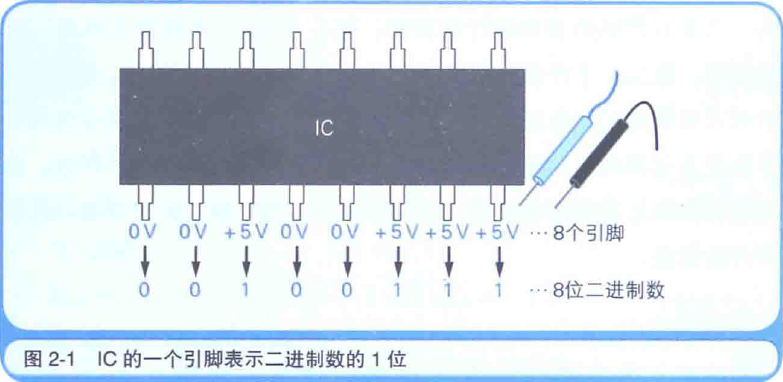 IC
0V 0V +5V 0V 0V +5V +5V +5V …8个引脚
0 0 1 0 0 1 1 1 …8位二进制数
图 2-1 IC 的一个引脚表示二进制数的 1 位